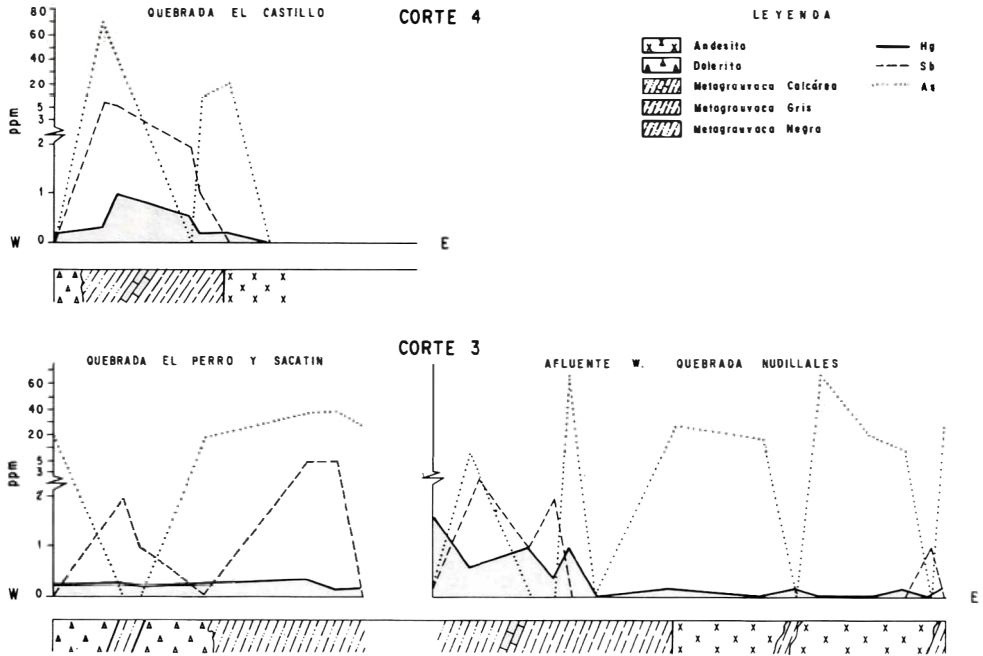 QUEBRADA EL CASTILLO
CORTE 4
80
60
40
20
5
3
2
1
0
ppm
W
E
LEYENDA
Andesita
Dolerita
Metagrauvaca Calcárea
Metagrauvaca Gris
Metagrauvaca Negra
Hg
Sb
As
CORTE 3
QUEBRADA EL PERRO Y SACATIN
AFLUENTE W. QUEBRADA NUDILLALES
60
40
20
5
3
2
1
0
ppm
W
E